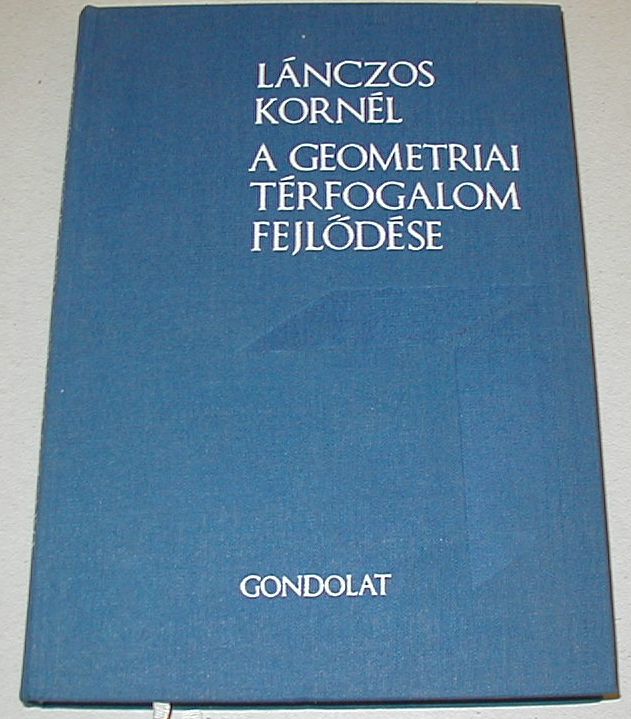 LÁNCZOS
KORNÉL
A GEOMETRIAI
TÉRFOGALOM
FEJLŐDÉSE
GONDOLAT